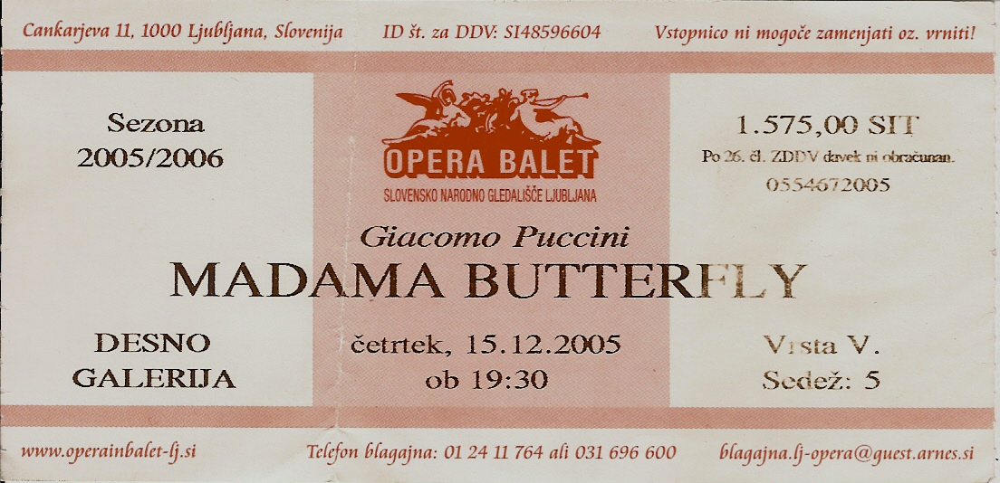 Cankarjeva 11, 1000 Ljubljana, Slovenija ID št. za DDV: SI48596604 Vstopnico ni mogoče zamenjati oz. vrniti!
Sezona
2005/2006
OPERA BALET
SLOVENSKO NARODNO GLEDALIŠČE LJUBLJANA
1.575,00 SIT
Po 26. čl. ZDDV davek ni obračunan.
0554672005
Giacomo Puccini
MADAMA BUTTERFLY
DESNO
GALERIJA
četrtek, 15.12.2005
ob 19:30
Vrsta V.
Sedež: 5
www.operainbalet-lj.si Telefon blagajna: 01 24 11 764 ali 031 696 600 blagajna.lj-opera@guest.arnes.si